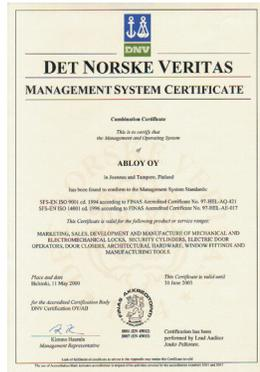 DNV
DET NORSKE VERITAS
MANAGEMENT SYSTEM CERTIFICATE
Combination Certificate
This is to certify that
the Management and Operating System
of
ABLOY OY
in Joensuu and Tampere, Finland
has been found to conform to the Management System Standards:
SFS-EN ISO 9001 ed. 1994 according to FINAS Accredited Certificate No. 97-HEL-AQ-421
SFS-EN ISO 14001 ed. 1996 according to FINAS Accredited Certificate No. 97-HEL-AE-017
This Certificate is valid for the following product or service ranges:
MARKETING, SALES, DEVELOPMENT AND MANUFACTURE OF MECHANICAL AND
ELECTROMECHANICAL LOCKS, SECURITY CYLINDERS, ELECTRIC DOOR
OPERATORS, DOOR CLOSERS, ARCHITECTURAL HARDWARE, WINDOW FITTINGS AND
MANUFACTURING TOOLS.
Place and date
Helsinki, 11 May 2000
This Certificate is valid until
30 June 2003
for the Accredited Body
DNV Certification OY/AB
FINAS
Management Representative
Certification has been
performed by Lead Auditor
Jouko Pelkonen.